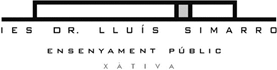 IES DR. LLUÍS SIMARRO
ENSENYAMENT PÚBLIC
XÀTIVA